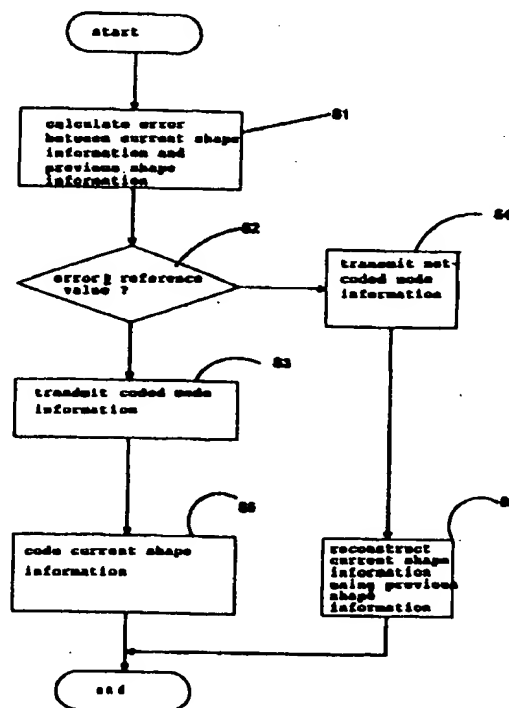 start
calculate error
between current shape
information and
previous shape
information
S1
error≥ reference
value ?
S2
transmit not-
coded mode
information
transmit coded mode
information
S3
code current shape
information
S5
reconstruct
current shape
information
using previous
shape
information
end